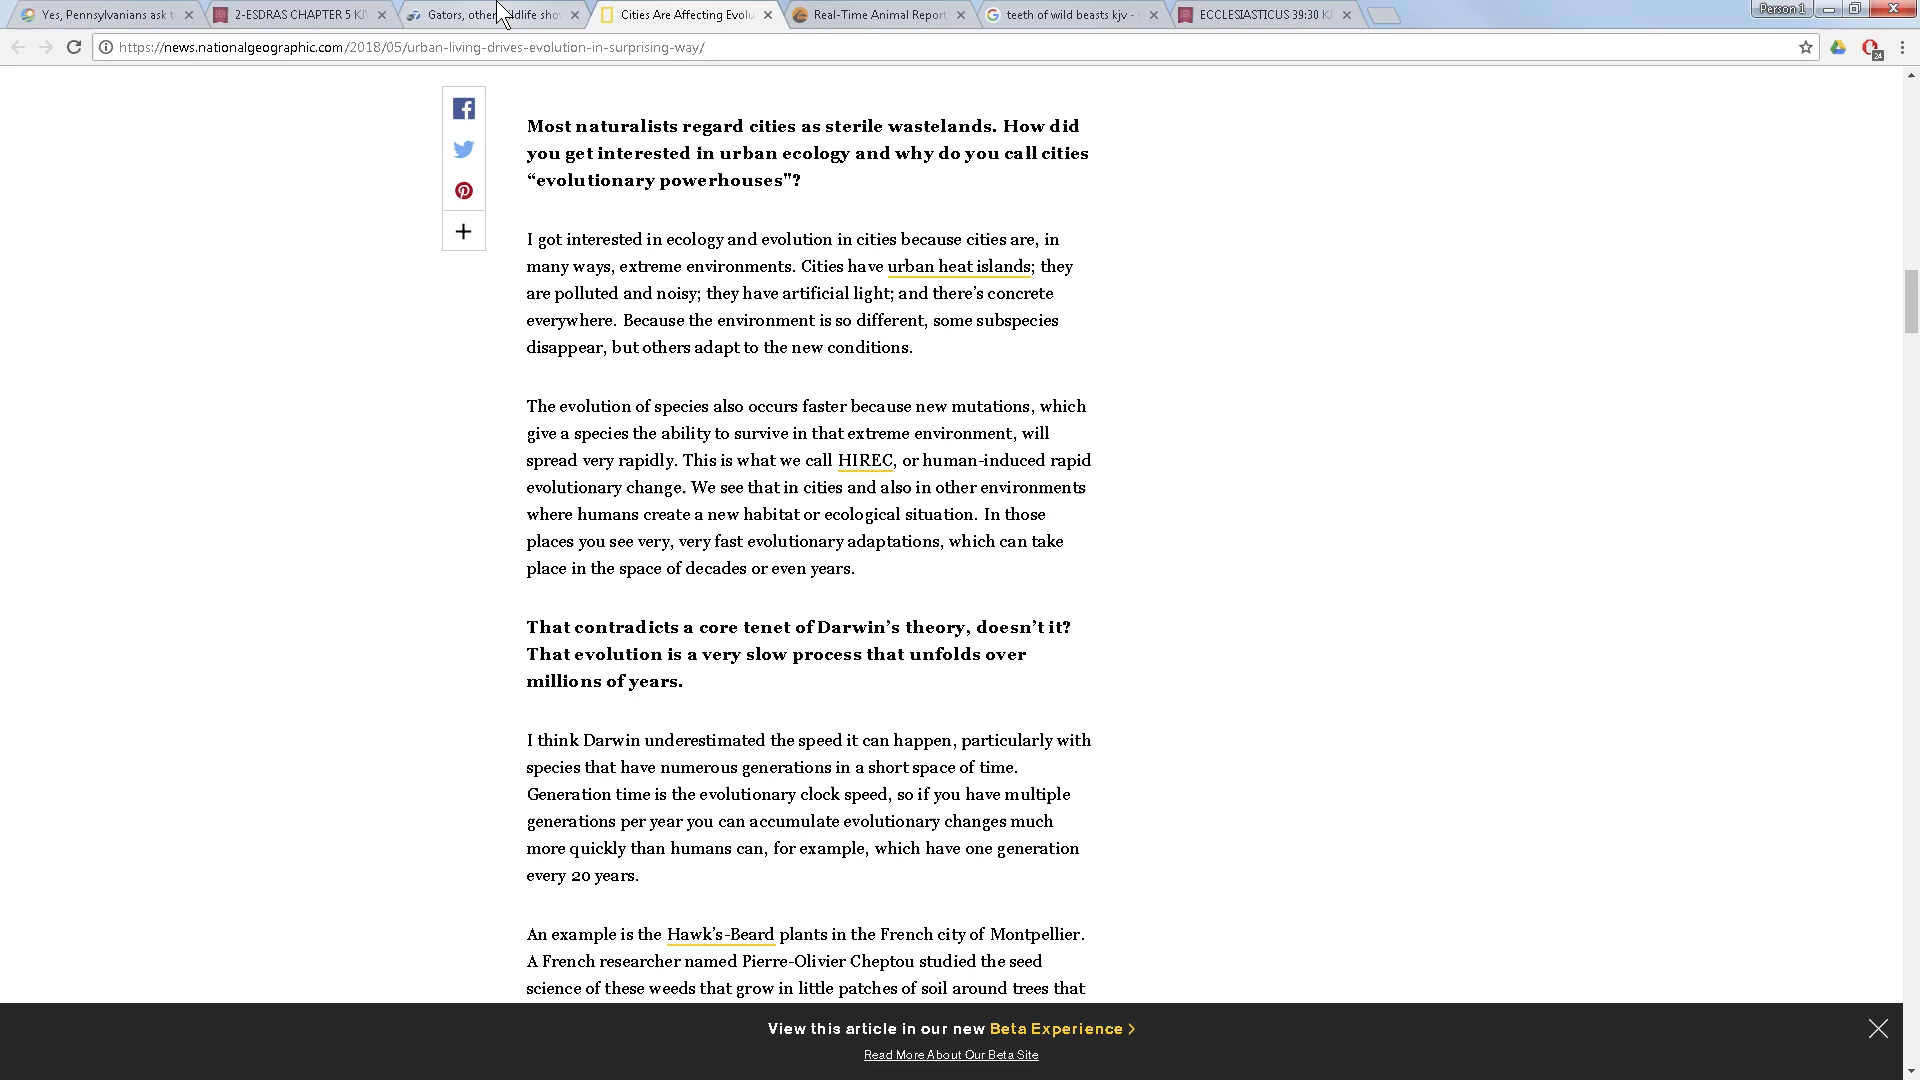 Yes, Pennsylvanians ask t
2-ESDRAS CHAPTER 5 KJV
Gators, other wildlife sho
Cities Are Affecting Evolu
Real-Time Animal Report
teeth of wild beasts kjv -
ECCLESIASTICUS 39:30 KJ
Person 1
https://news.nationalgeographic.com/2018/05/urban-living-drives-evolution-in-surprising-way/
24
Most naturalists regard cities as sterile wastelands. How did
you get interested in urban ecology and why do you call cities
“evolutionary powerhouses"?
I got interested in ecology and evolution in cities because cities are, in
many ways, extreme environments. Cities have urban heat islands; they
are polluted and noisy; they have artificial light; and there’s concrete
everywhere. Because the environment is so different, some subspecies
disappear, but others adapt to the new conditions.
The evolution of species also occurs faster because new mutations, which
give a species the ability to survive in that extreme environment, will
spread very rapidly. This is what we call HIREC, or human-induced rapid
evolutionary change. We see that in cities and also in other environments
where humans create a new habitat or ecological situation. In those
places you see very, very fast evolutionary adaptations, which can take
place in the space of decades or even years.
That contradicts a core tenet of Darwin’s theory, doesn’t it?
That evolution is a very slow process that unfolds over
millions of years.
I think Darwin underestimated the speed it can happen, particularly with
species that have numerous generations in a short space of time.
Generation time is the evolutionary clock speed, so if you have multiple
generations per year you can accumulate evolutionary changes much
more quickly than humans can, for example, which have one generation
every 20 years.
An example is the Hawk’s-Beard plants in the French city of Montpellier.
A French researcher named Pierre-Olivier Cheptou studied the seed
science of these weeds that grow in little patches of soil around trees that
View this article in our new Beta Experience >
Read More About Our Beta Site